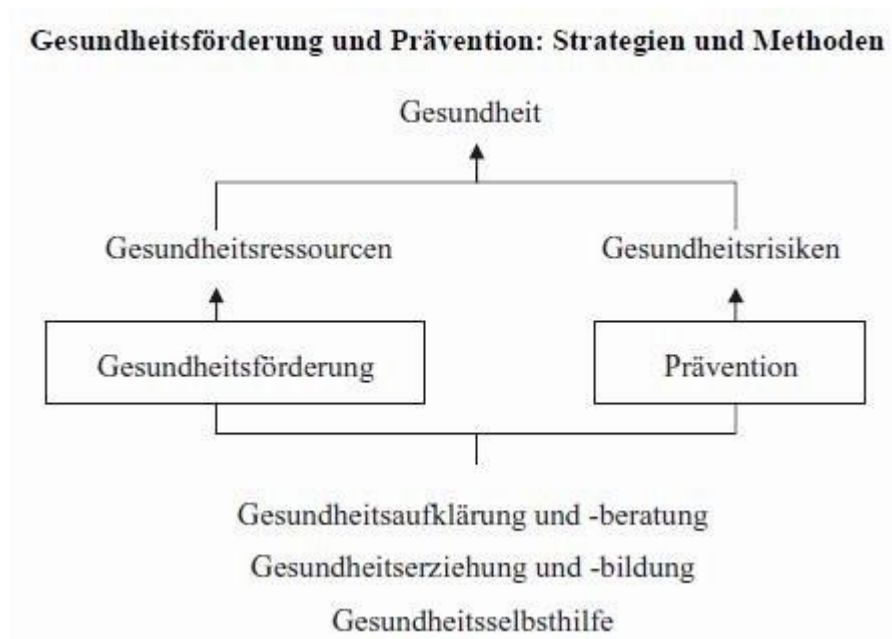 Gesundheitsförderung und Prävention: Strategien und Methoden
Gesundheit
Gesundheitsressourcen
Gesundheitsrisiken
Gesundheitsförderung
Prävention
Gesundheitsaufklärung und -beratung
Gesundheitserziehung und -bildung
Gesundheitsselbsthilfe